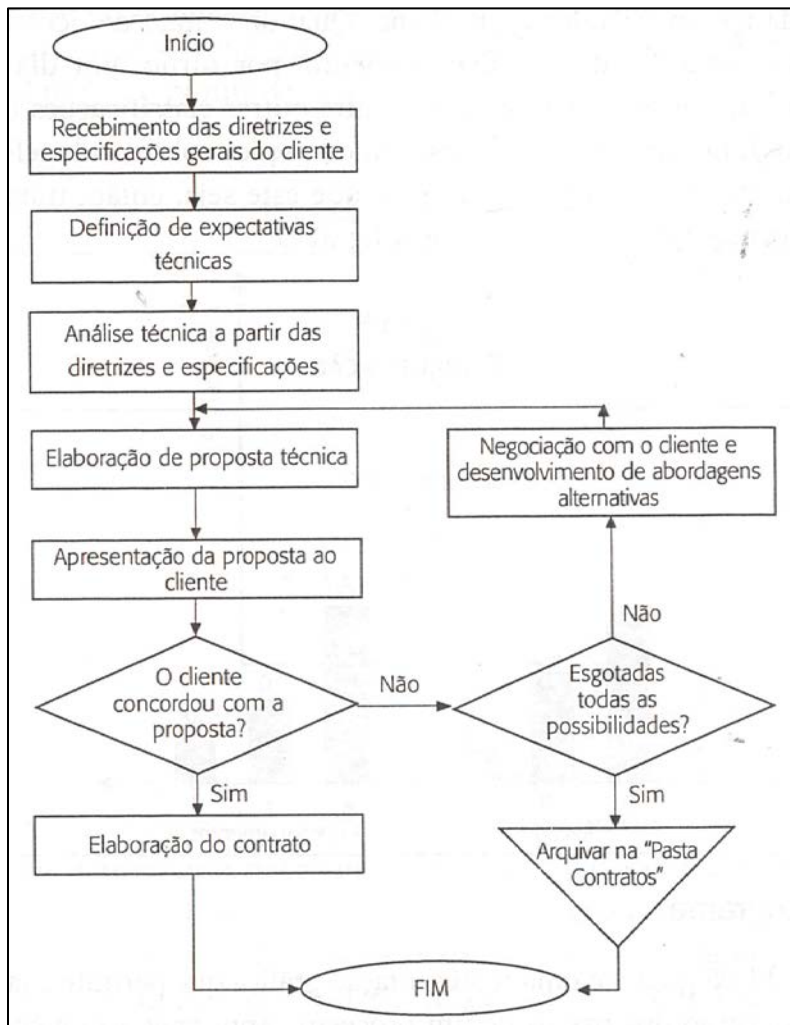 Início
Recebimento das diretrizes e
especificações gerais do cliente
Definição de expectativas
técnicas
Análise técnica a partir das
diretrizes e especificações
Elaboração de proposta técnica
Negociação com o cliente e
desenvolvimento de abordagens
alternativas
Apresentação da proposta ao
cliente
Não
O cliente
concordou com a
proposta?
Não
Esgotadas
todas as
possibilidades?
Sim
Sim
Elaboração do contrato
Arquivar na "Pasta
Contratos"
FIM